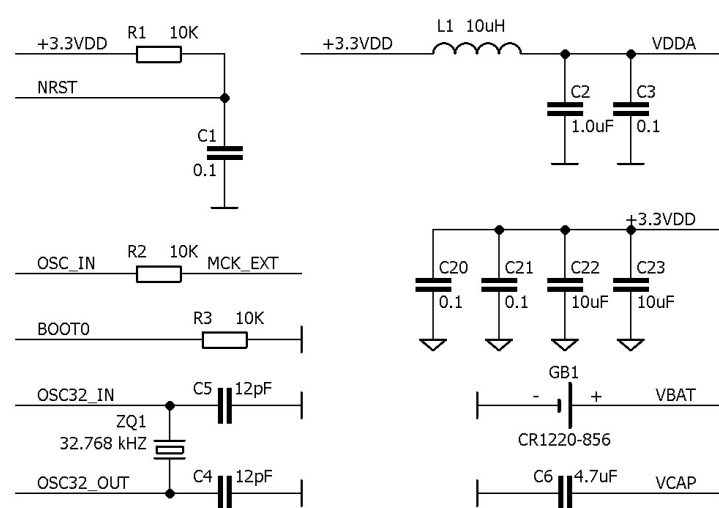 R1 10K
+3.3VDD
NRST
C1
0.1
L1 10uH
+3.3VDD
VDDA
C2
1.0uF
C3
0.1
R2 10K
OSC_IN
MCK_EXT
+3.3VDD
C20
0.1
C21
0.1
C22
10uF
C23
10uF
R3 10K
BOOT0
OSC32_IN
C5 12pF
ZQ1
32.768 kHZ
OSC32_OUT
C4 12pF
GB1
- +
VBAT
CR1220-856
C6 4.7uF
VCAP